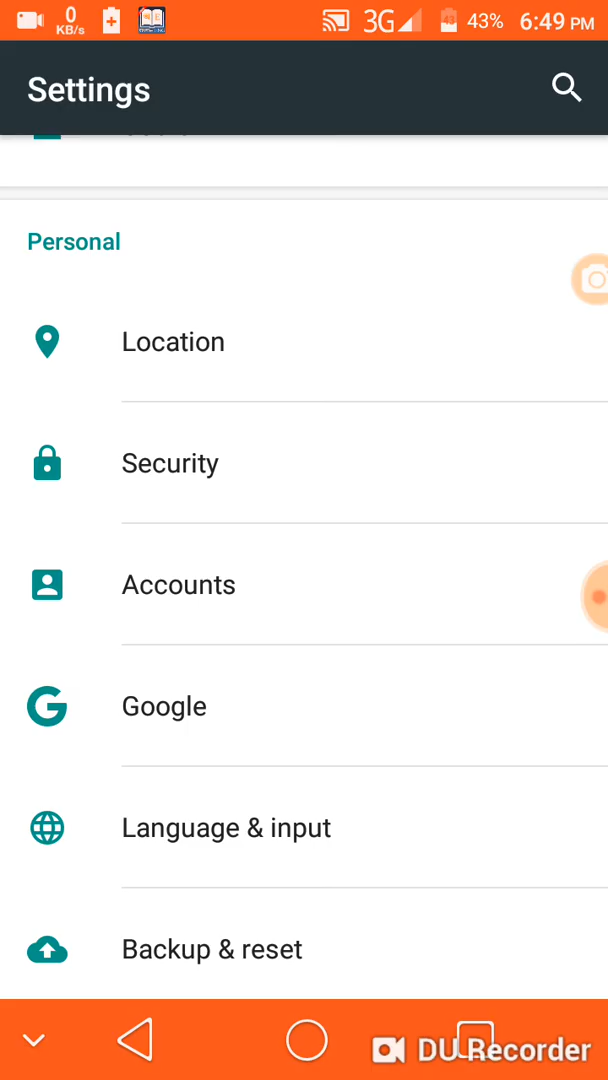 0 KB/s 3G 43% 6:49 PM
Settings
Personal
Location
Security
Accounts
Google
Language & input
Backup & reset
DU Recorder